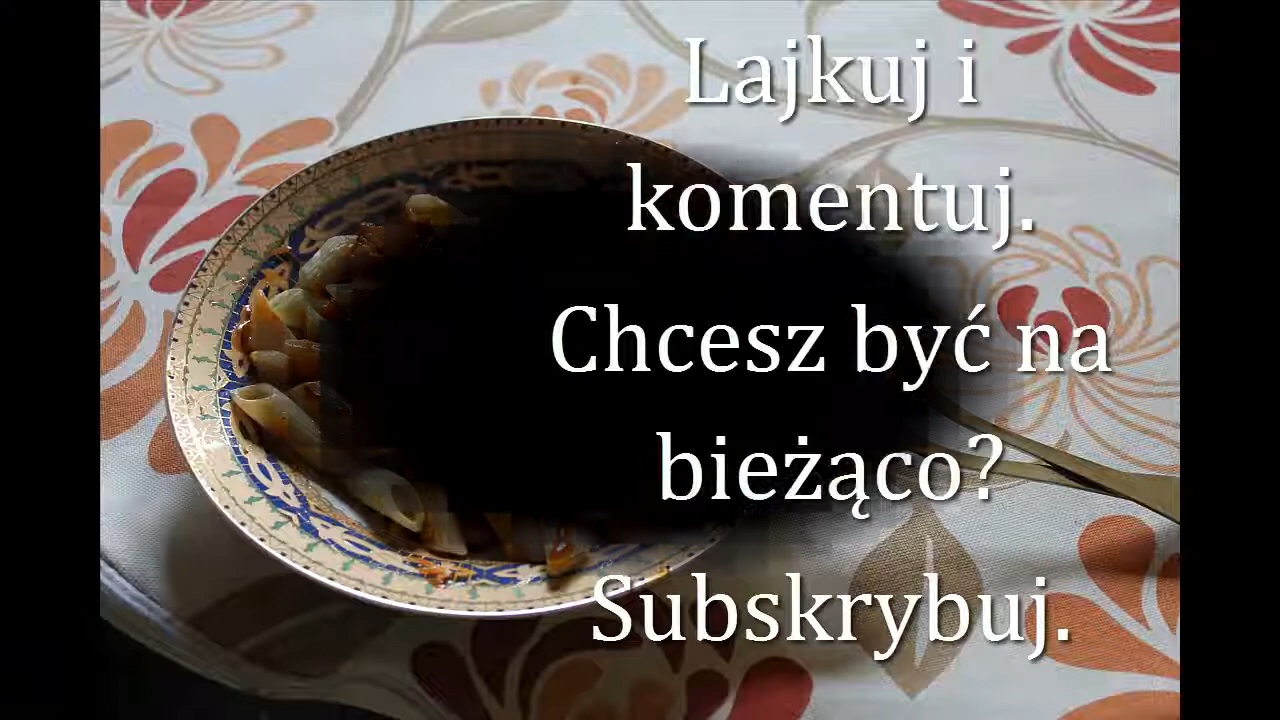 Lajkuj i
komentuj.
Chcesz być na
bieżąco?
Subskrybuj.